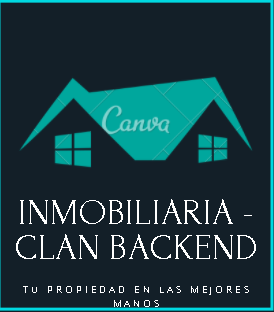 Canva
INMOBILIARIA -
CLAN BACKEND
TU PROPIEDAD EN LAS MEJORES
MANOS